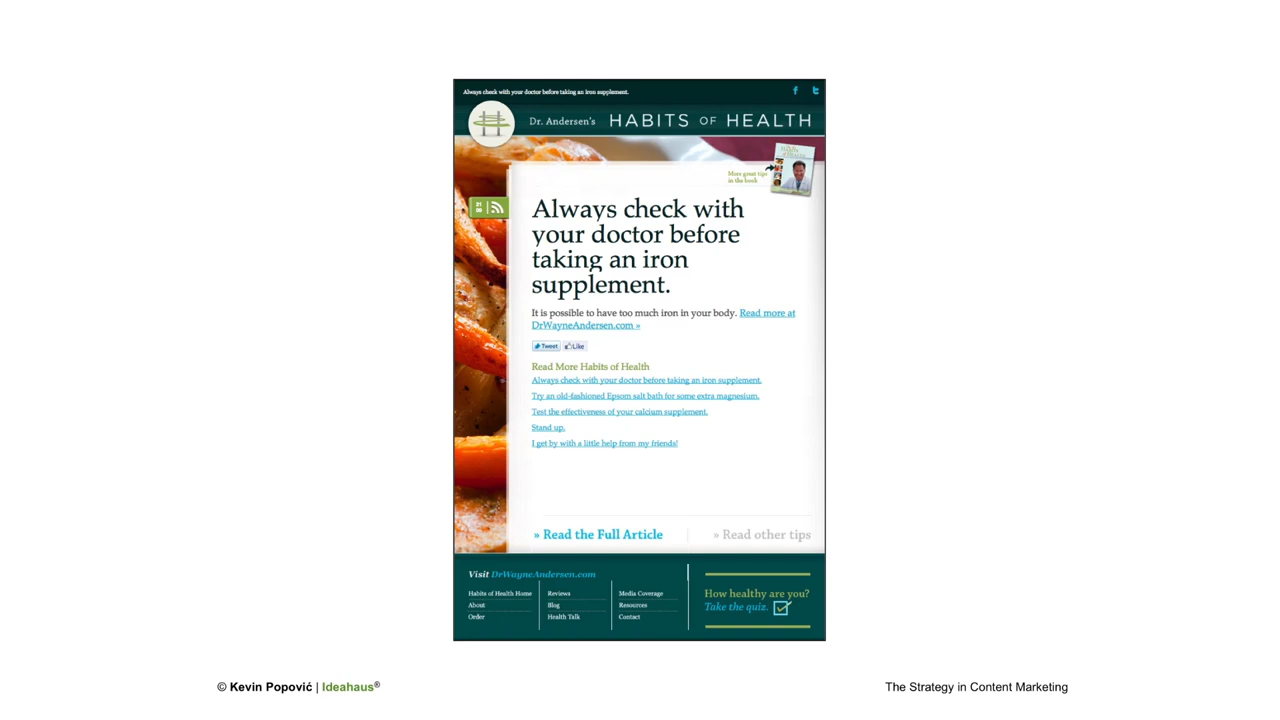 Always check with your doctor before taking an iron supplement.
Dr. Andersen's HABITS OF HEALTH
More great tips
in the book
Always check with
your doctor before
taking an iron
supplement.
It is possible to have too much iron in your body. Read more at
DrWayneAndersen.com »
Tweet Like
Read More Habits of Health
Always check with your doctor before taking an iron supplement.
Try an old-fashioned Epsom salt bath for some extra magnesium.
Test the effectiveness of your calcium supplement.
Stand up.
I get by with a little help from my friends!
» Read the Full Article
» Read other tips
Visit DrWayneAndersen.com
Habits of Health Home
About
Order
Reviews
Blog
Health Talk
Media Coverage
Resources
Contact
How healthy are you?
Take the quiz.
© Kevin Popović | Ideahaus®
The Strategy in Content Marketing